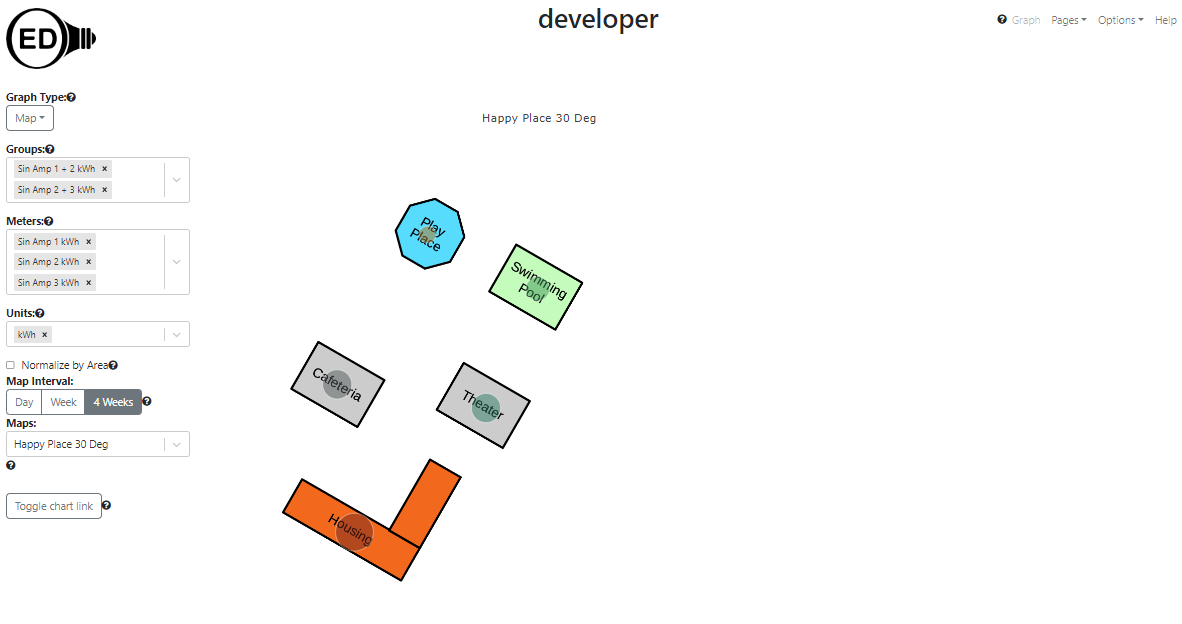 ED
developer
Graph
Pages
Options
Help
Graph Type:
Map
Groups:
Sin Amp 1 + 2 kWh ×
Sin Amp 2 + 3 kWh ×
Meters:
Sin Amp 1 kWh ×
Sin Amp 2 kWh ×
Sin Amp 3 kWh ×
Units:
kWh ×
Normalize by Area
Map Interval:
Day
Week
4 Weeks
Maps:
Happy Place 30 Deg
Toggle chart link
Happy Place 30 Deg
Play
Place
Swimming
Pool
Cafeteria
Theater
Housing